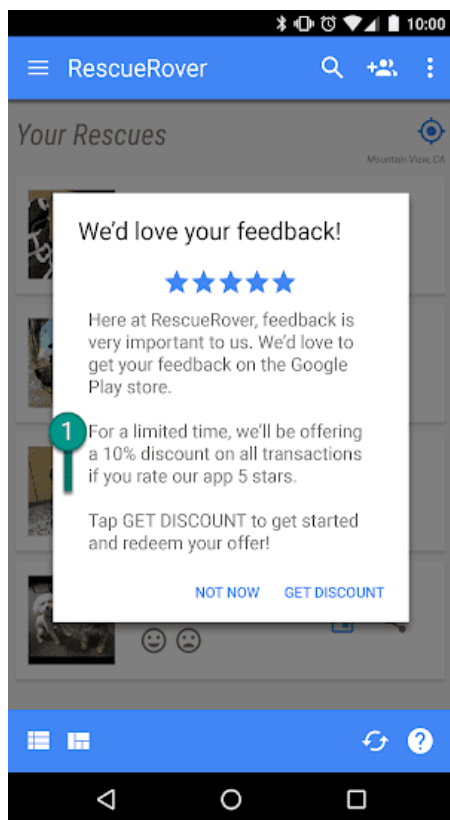 10:00
RescueRover
Your Rescues
Mountain View, CA
We'd love your feedback!
Here at RescueRover, feedback is
very important to us. We'd love to
get your feedback on the Google
Play store.
1
For a limited time, we'll be offering
a 10% discount on all transactions
if you rate our app 5 stars.
Tap GET DISCOUNT to get started
and redeem your offer!
NOT NOW GET DISCOUNT